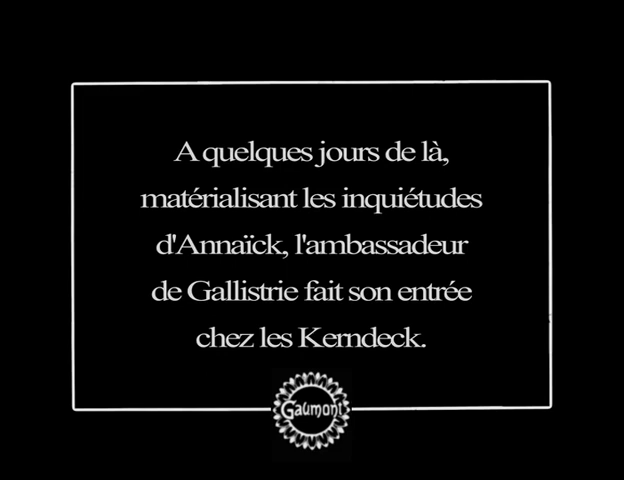 A quelques jours de là,
matérialisant les inquiétudes
d'Annaïck, l'ambassadeur
de Gallistrie fait son entrée
chez les Kerndeck.
Gaumont